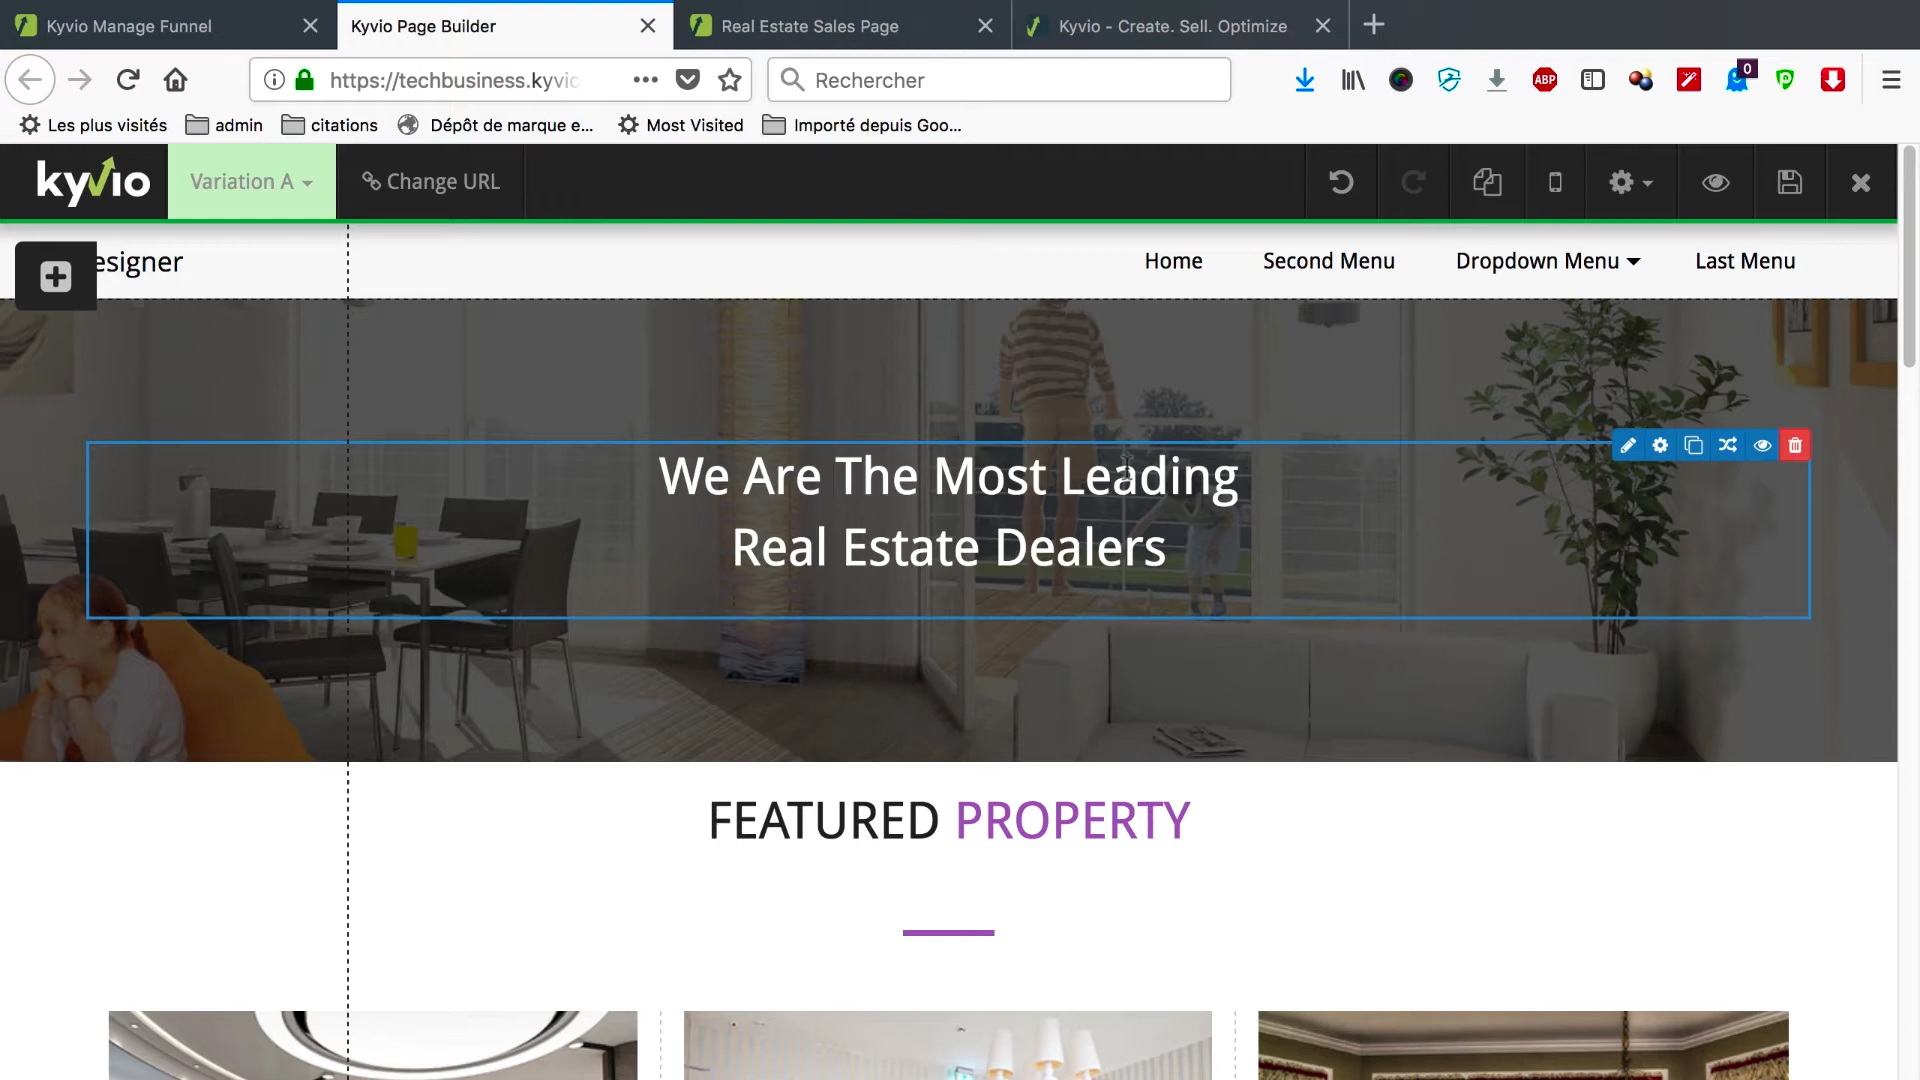 Kyvio Manage Funnel
Kyvio Page Builder
Real Estate Sales Page
Kyvio - Create. Sell. Optimize
https://techbusiness.kyvio
Rechercher
ABP
0
Les plus visités
admin
citations
Dépôt de marque e...
Most Visited
Importé depuis Goo...
kyvio
Variation A
Change URL
esigner
Home
Second Menu
Dropdown Menu
Last Menu
We Are The Most Leading
Real Estate Dealers
FEATURED PROPERTY